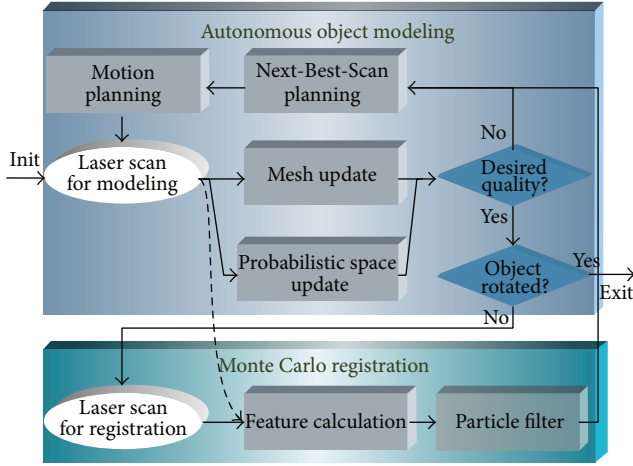 Autonomous object modeling
Motion
planning
Next-Best-Scan
planning
No
Init
Laser scan
for modeling
Mesh update
Desired
quality?
Yes
Probabilistic space
update
Object
rotated?
Yes
Exit
No
Monte Carlo registration
Laser scan
for registration
Feature calculation
Particle filter